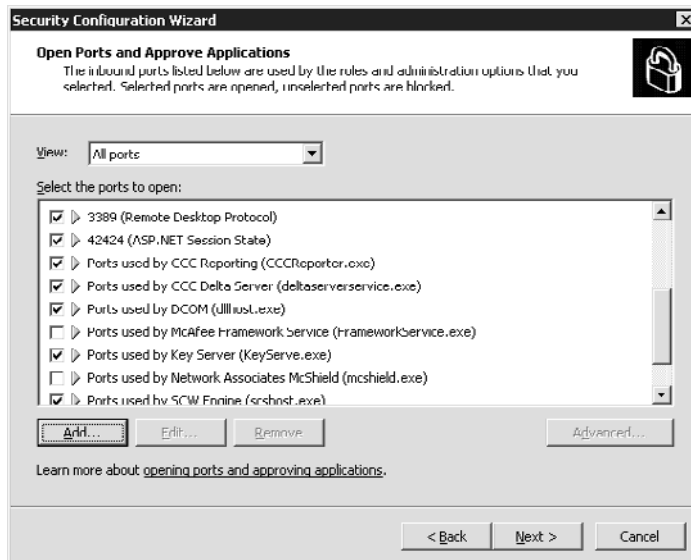 Security Configuration Wizard
Open Ports and Approve Applications
The inbound ports listed below are used by the roles and administration options that you
selected. Selected ports are opened, unselected ports are blocked.
View: All ports
Select the ports to open:
3389 (Remote Desktop Protocol)
42424 (ASP.NET Session State)
Ports used by CCC Reporting (CCCReporter.exe)
Ports used by CCC Delta Server (deltaserverservice.exe)
Ports used by DCOM (dllhost.exe)
Ports used by McAfee Framework Service (FrameworkService.exe)
Ports used by Key Server (KeyServe.exe)
Ports used by Network Associates McShield (mcshield.exe)
Ports used by SCW Engine (scshost.exe)
Add... Edit... Remove Advanced...
Learn more about opening ports and approving applications.
< Back Next > Cancel